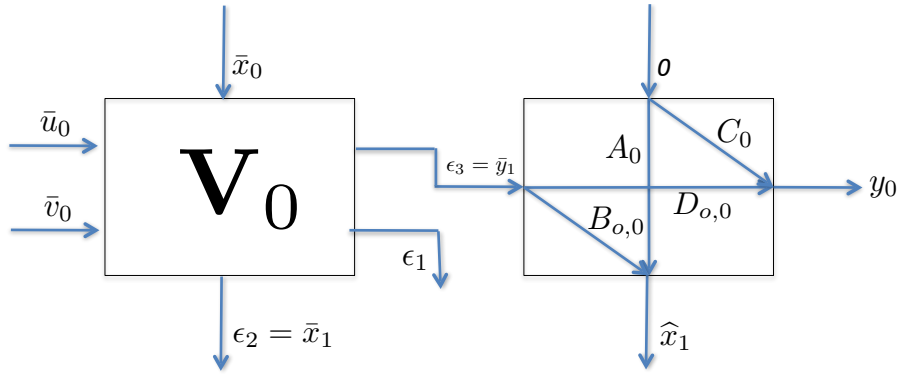 x̄₀
0
ū₀
A₀
C₀
V₀
ϵ₃ = ȳ₁
y₀
v̄₀
B_{o,0}
D_{o,0}
ϵ₁
ϵ₂ = x̄₁
x̂₁